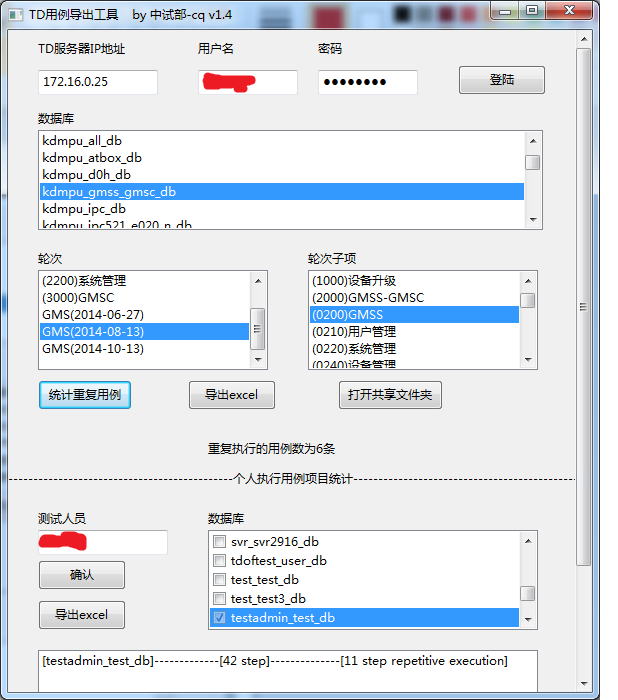 TD用例导出工具 by 中试部-cq v1.4
TD服务器IP地址 用户名 密码
172.16.0.25 ●●●●●●●● 登陆
数据库
kdmpu_all_db
kdmpu_atbox_db
kdmpu_d0h_db
kdmpu_gmss_gmsc_db
kdmpu_ipc_db
kdmpu_ipc521_e020_n_db
轮次
(2200)系统管理
(3000)GMSC
GMS(2014-06-27)
GMS(2014-08-13)
GMS(2014-10-13)
轮次子项
(1000)设备升级
(2000)GMSS-GMSC
(0200)GMSS
(0210)用户管理
(0220)系统管理
(0240)设备管理
统计重复用例 导出excel 打开共享文件夹
重复执行的用例数为6条
个人执行用例项目统计
测试人员
确认
导出excel
数据库
svr_svr2916_db
tdoftest_user_db
test_test_db
test_test3_db
testadmin_test_db
[testadmin_test_db]-------------[42 step]--------------[11 step repetitive execution]